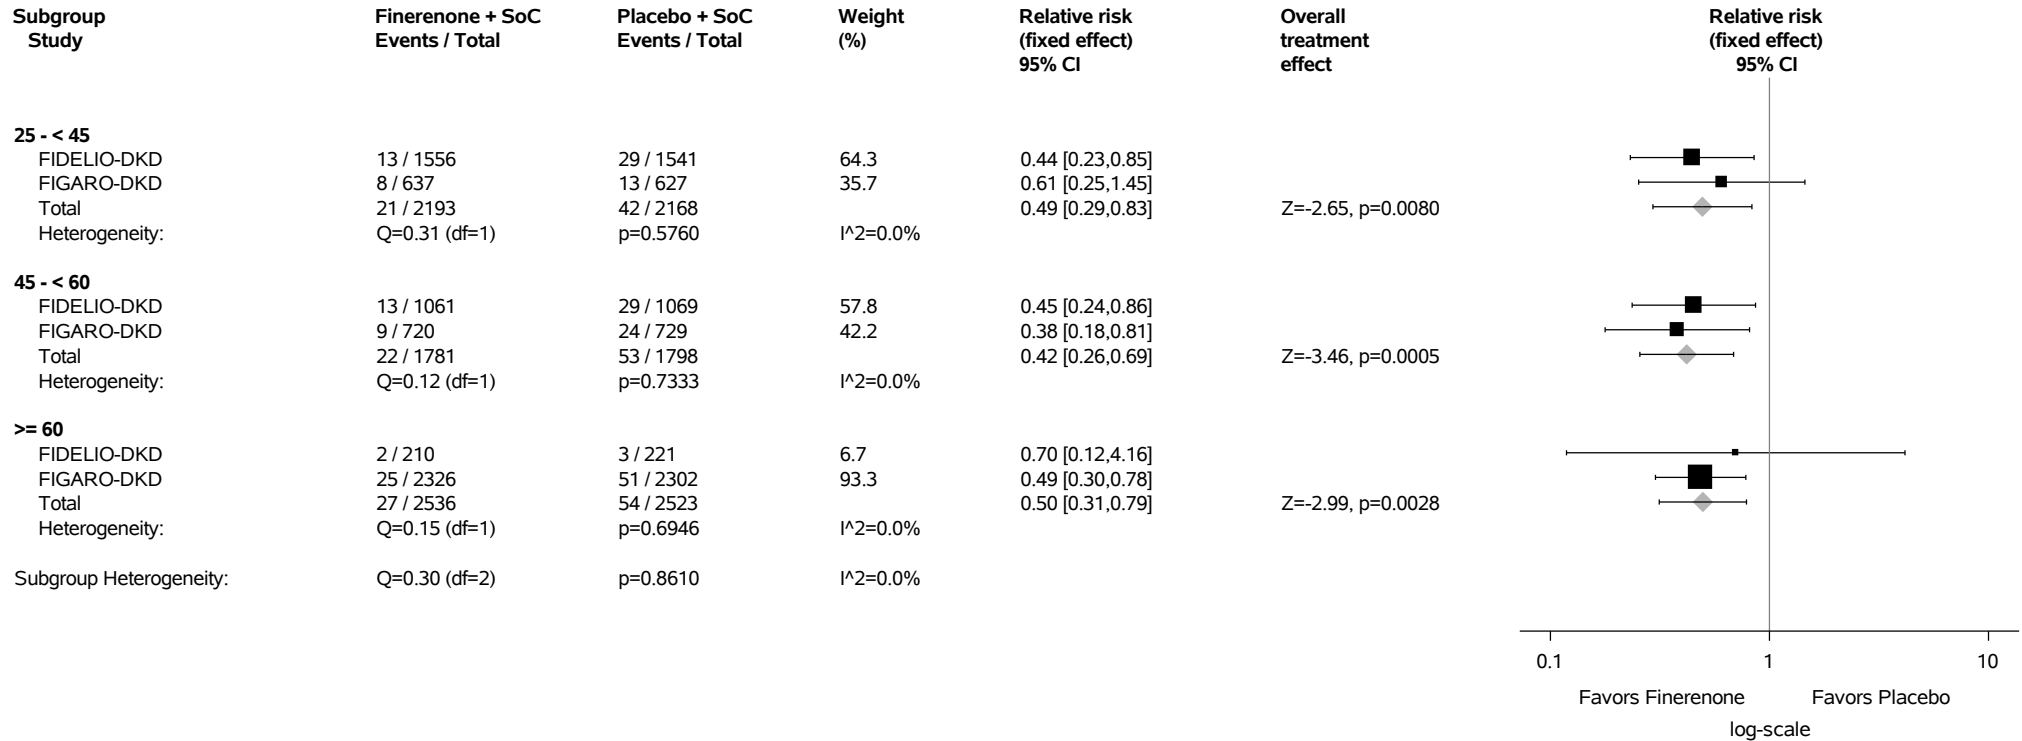 Subgroup Finerenone + SoC Placebo + SoC Weight Relative risk Overall Relative risk
Study Events / Total Events / Total (%) (fixed effect) treatment (fixed effect)
95% CI effect 95% CI
25 - < 45
FIDELIO-DKD 13 / 1556 29 / 1541 64.3 0.44 [0.23,0.85]
FIGARO-DKD 8 / 637 13 / 627 35.7 0.61 [0.25,1.45]
Total 21 / 2193 42 / 2168 0.49 [0.29,0.83] Z=-2.65, p=0.0080
Heterogeneity: Q=0.31 (df=1) p=0.5760 I^2=0.0%
45 - < 60
FIDELIO-DKD 13 / 1061 29 / 1069 57.8 0.45 [0.24,0.86]
FIGARO-DKD 9 / 720 24 / 729 42.2 0.38 [0.18,0.81]
Total 22 / 1781 53 / 1798 0.42 [0.26,0.69] Z=-3.46, p=0.0005
Heterogeneity: Q=0.12 (df=1) p=0.7333 I^2=0.0%
>= 60
FIDELIO-DKD 2 / 210 3 / 221 6.7 0.70 [0.12,4.16]
FIGARO-DKD 25 / 2326 51 / 2302 93.3 0.49 [0.30,0.78]
Total 27 / 2536 54 / 2523 0.50 [0.31,0.79] Z=-2.99, p=0.0028
Heterogeneity: Q=0.15 (df=1) p=0.6946 I^2=0.0%
Subgroup Heterogeneity: Q=0.30 (df=2) p=0.8610 I^2=0.0%
0.1 1 10
Favors Finerenone Favors Placebo
log-scale